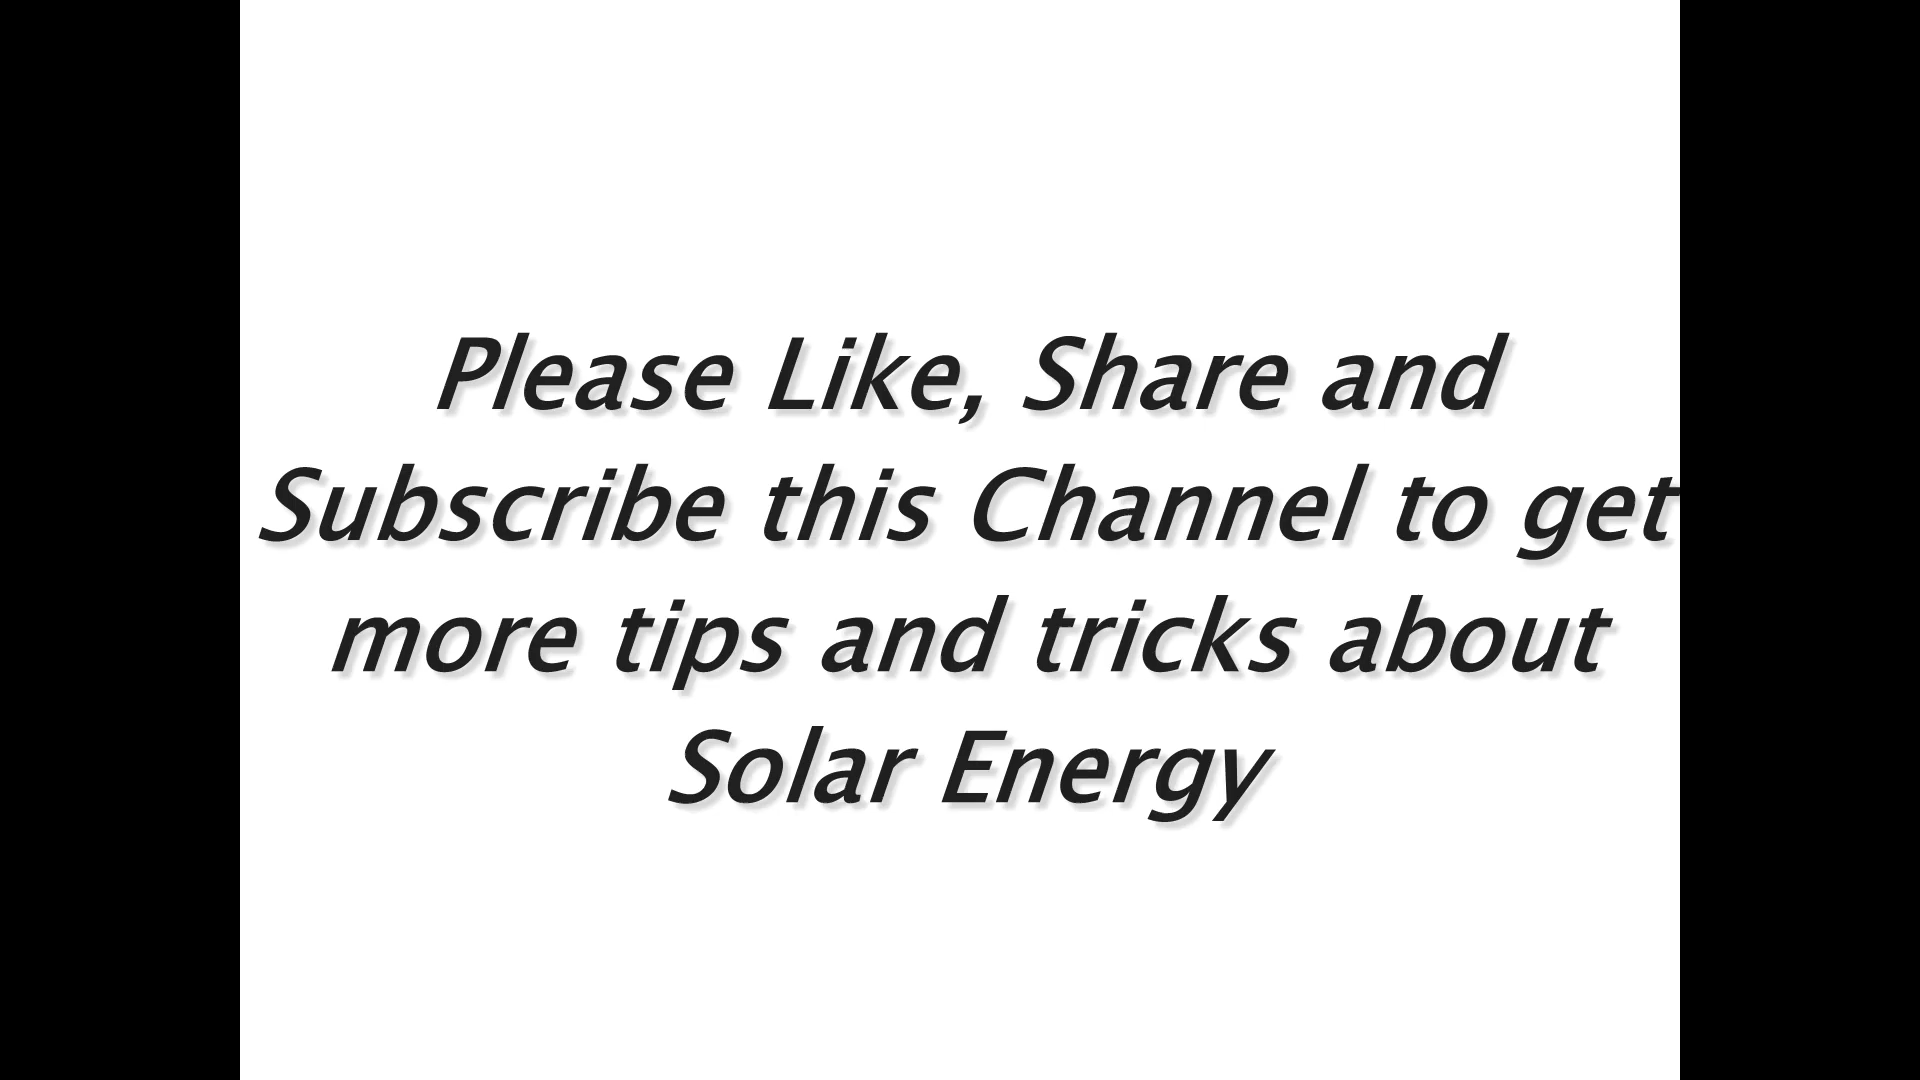 Please Like, Share and
Subscribe this Channel to get
more tips and tricks about
Solar Energy